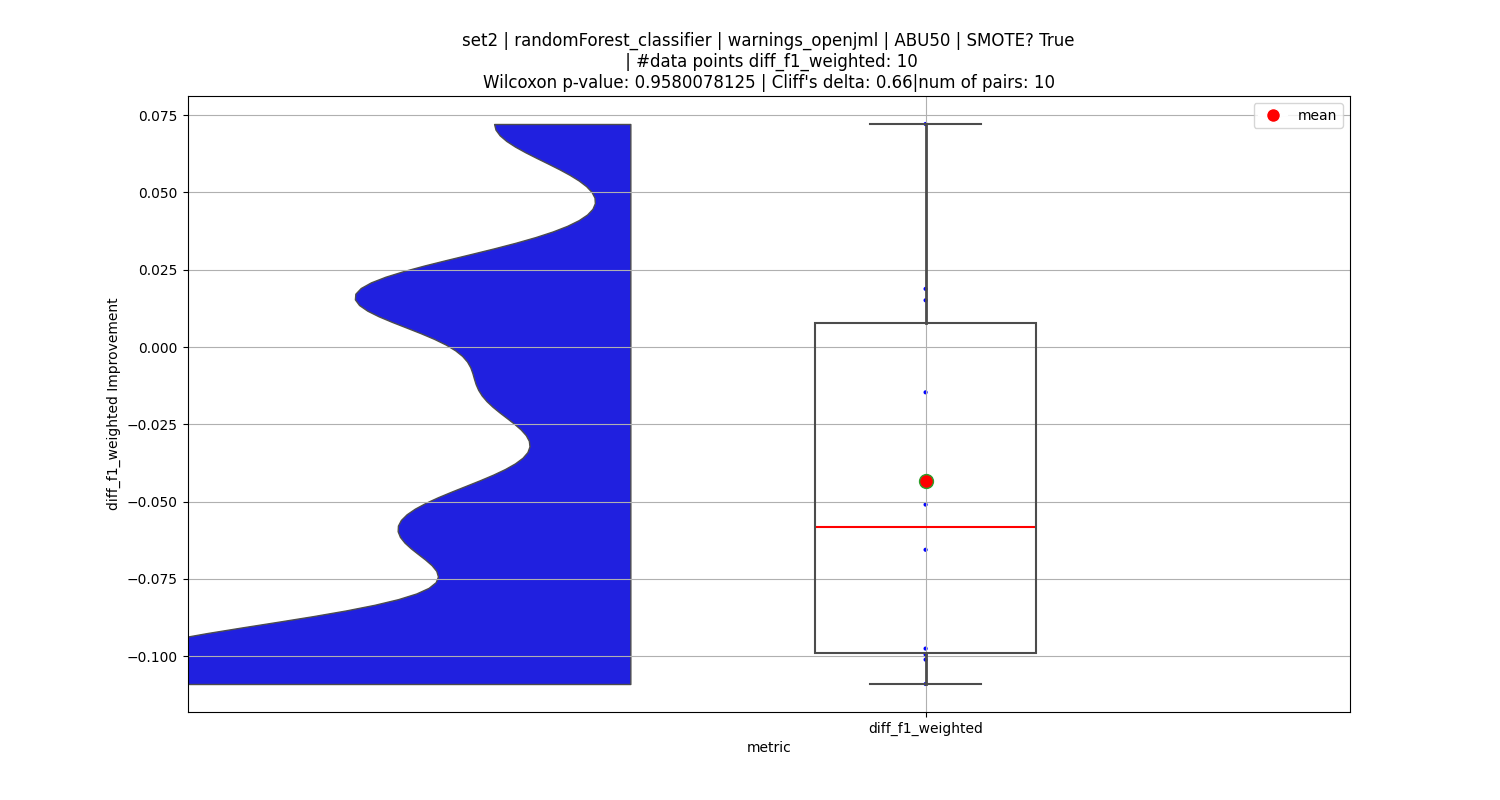 set2 | randomForest_classifier | warnings_openjml | ABU50 | SMOTE? True
| #data points diff_f1_weighted: 10
Wilcoxon p-value: 0.9580078125 | Cliff's delta: 0.66|num of pairs: 10
mean
0.075
0.050
0.025
0.000
−0.025
−0.050
−0.075
−0.100
diff_f1_weighted Improvement
diff_f1_weighted
metric